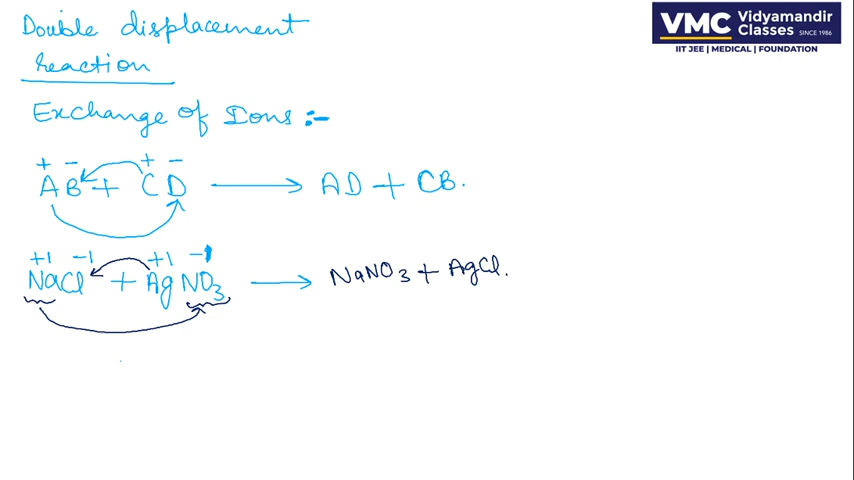 Double displacement
VMC Vidyamandir Classes SINCE 1986
IIT JEE | MEDICAL | FOUNDATION
reaction
Exchange of Ions :-
+ - + -
AB + CD → AD + CB.
+1 -1 +1 -1
NaCl + AgNO3 → NaNO3 + AgCl.